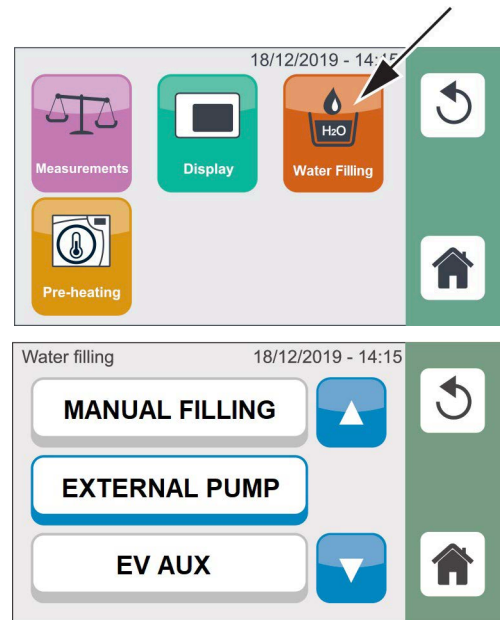 18/12/2019 - 14:15
Measurements
Display
H2O
Water Filling
Pre-heating
Water filling 18/12/2019 - 14:15
MANUAL FILLING
EXTERNAL PUMP
EV AUX